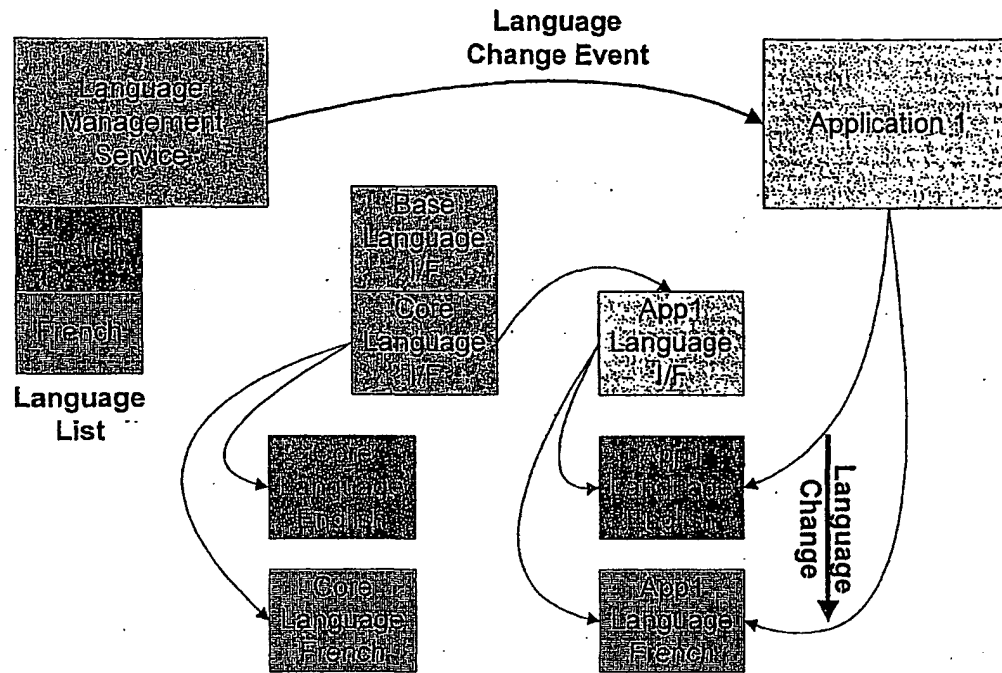 Language
Change Event
Language
Management
Service
Application 1
English
French
Language
List
Base
Language
I/F
Core
Language
I/F
App1
Language
I/F
Core
Language
English
App1
Language
English
Language
Change
Core
Language
French
App1
Language
French